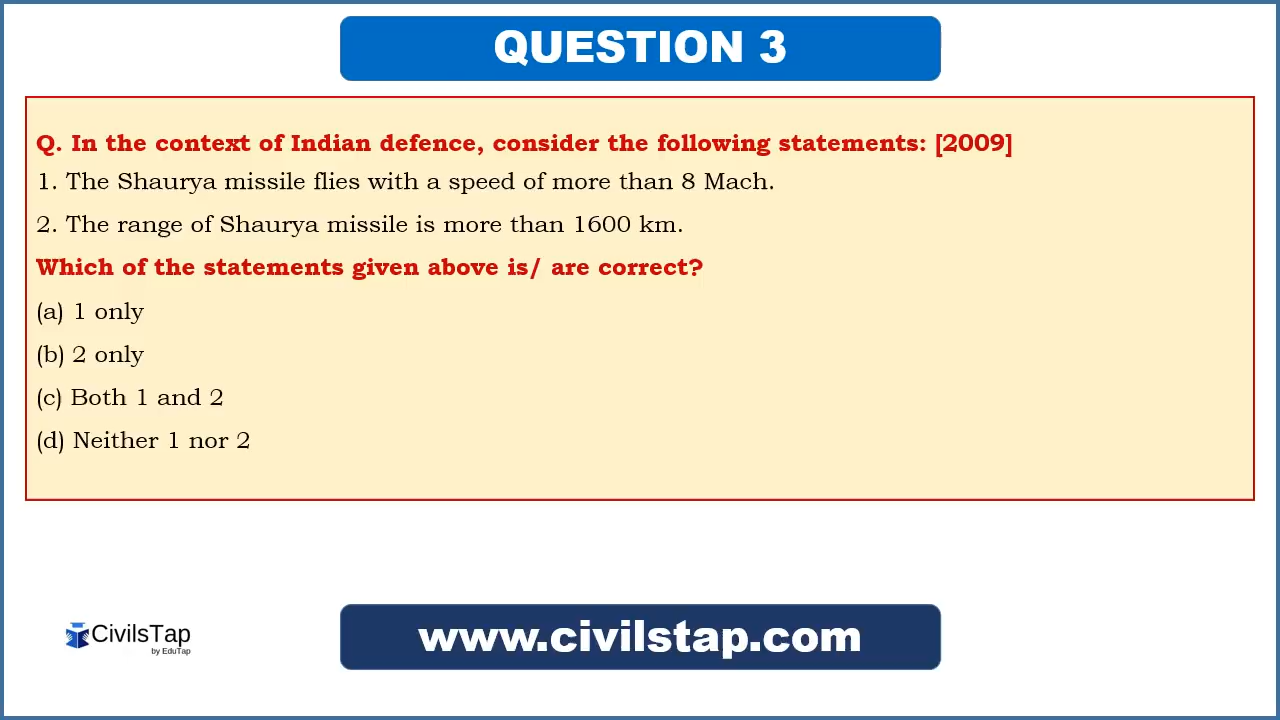 QUESTION 3
Q. In the context of Indian defence, consider the following statements: [2009]
1. The Shaurya missile flies with a speed of more than 8 Mach.
2. The range of Shaurya missile is more than 1600 km.
Which of the statements given above is/ are correct?
(a) 1 only
(b) 2 only
(c) Both 1 and 2
(d) Neither 1 nor 2
CivilsTap
by EduTap
www.civilstap.com